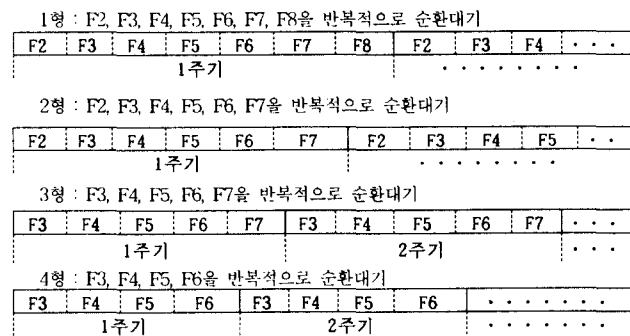 1형 : F2, F3, F4, F5, F6, F7, F8을 반복적으로 순환대기
F2 F3 F4 F5 F6 F7 F8 F2 F3 F4 · · ·
1주기 · · · · · · · ·
2형 : F2, F3, F4, F5, F6, F7을 반복적으로 순환대기
F2 F3 F4 F5 F6 F7 F2 F3 F4 F5 · ·
1주기 · · · · · · · ·
3형 : F3, F4, F5, F6, F7을 반복적으로 순환대기
F3 F4 F5 F6 F7 F3 F4 F5 F6 F7 · · ·
1주기 2주기 · · ·
4형 : F3, F4, F5, F6을 반복적으로 순환대기
F3 F4 F5 F6 F3 F4 F5 F6 · · · · · · ·
1주기 2주기 · · · · · · ·